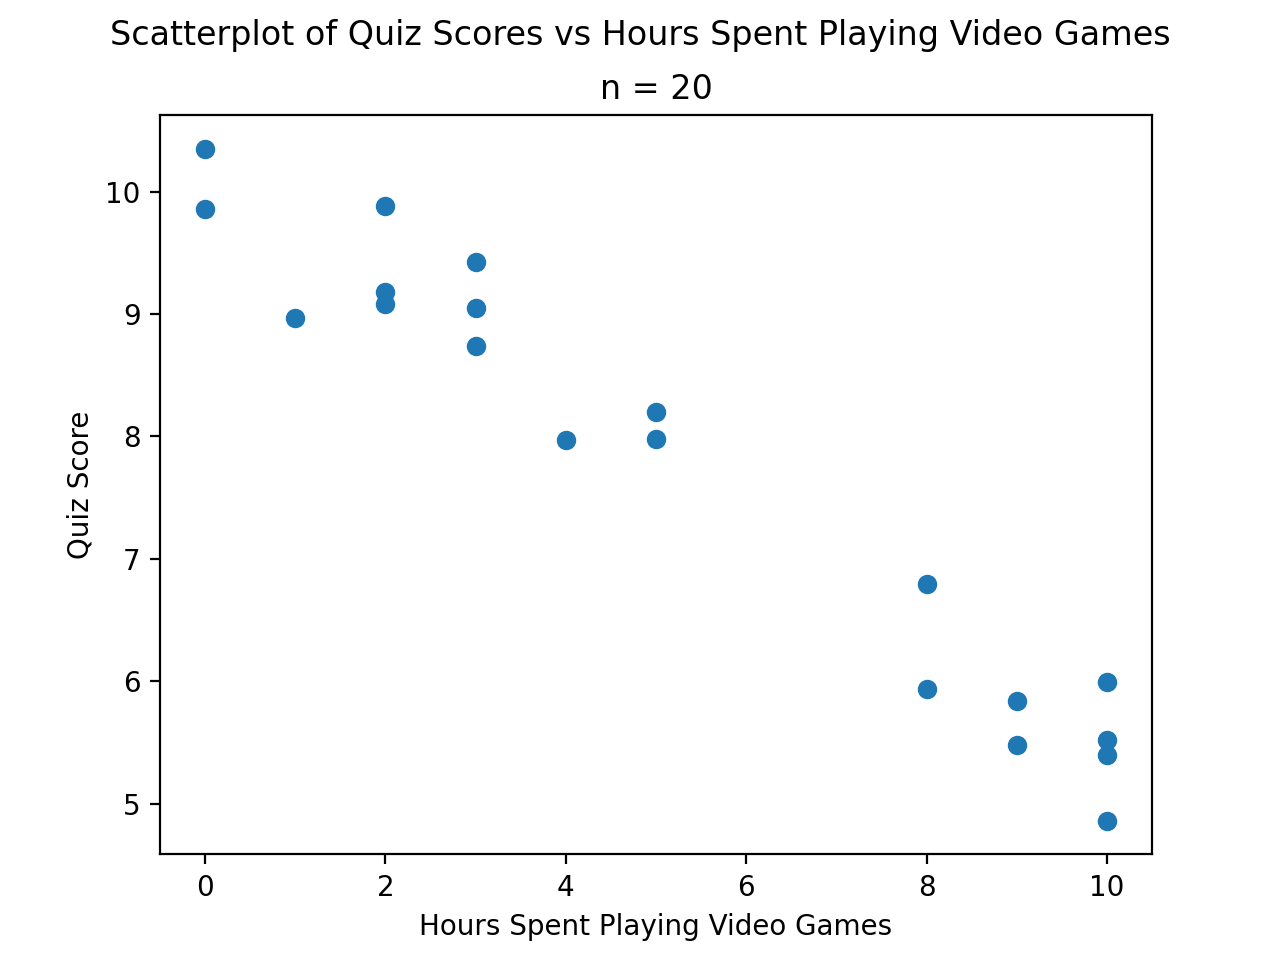 Scatterplot of Quiz Scores vs Hours Spent Playing Video Games
n = 20
10
9
8
7
6
5
Quiz Score
0 2 4 6 8 10
Hours Spent Playing Video Games